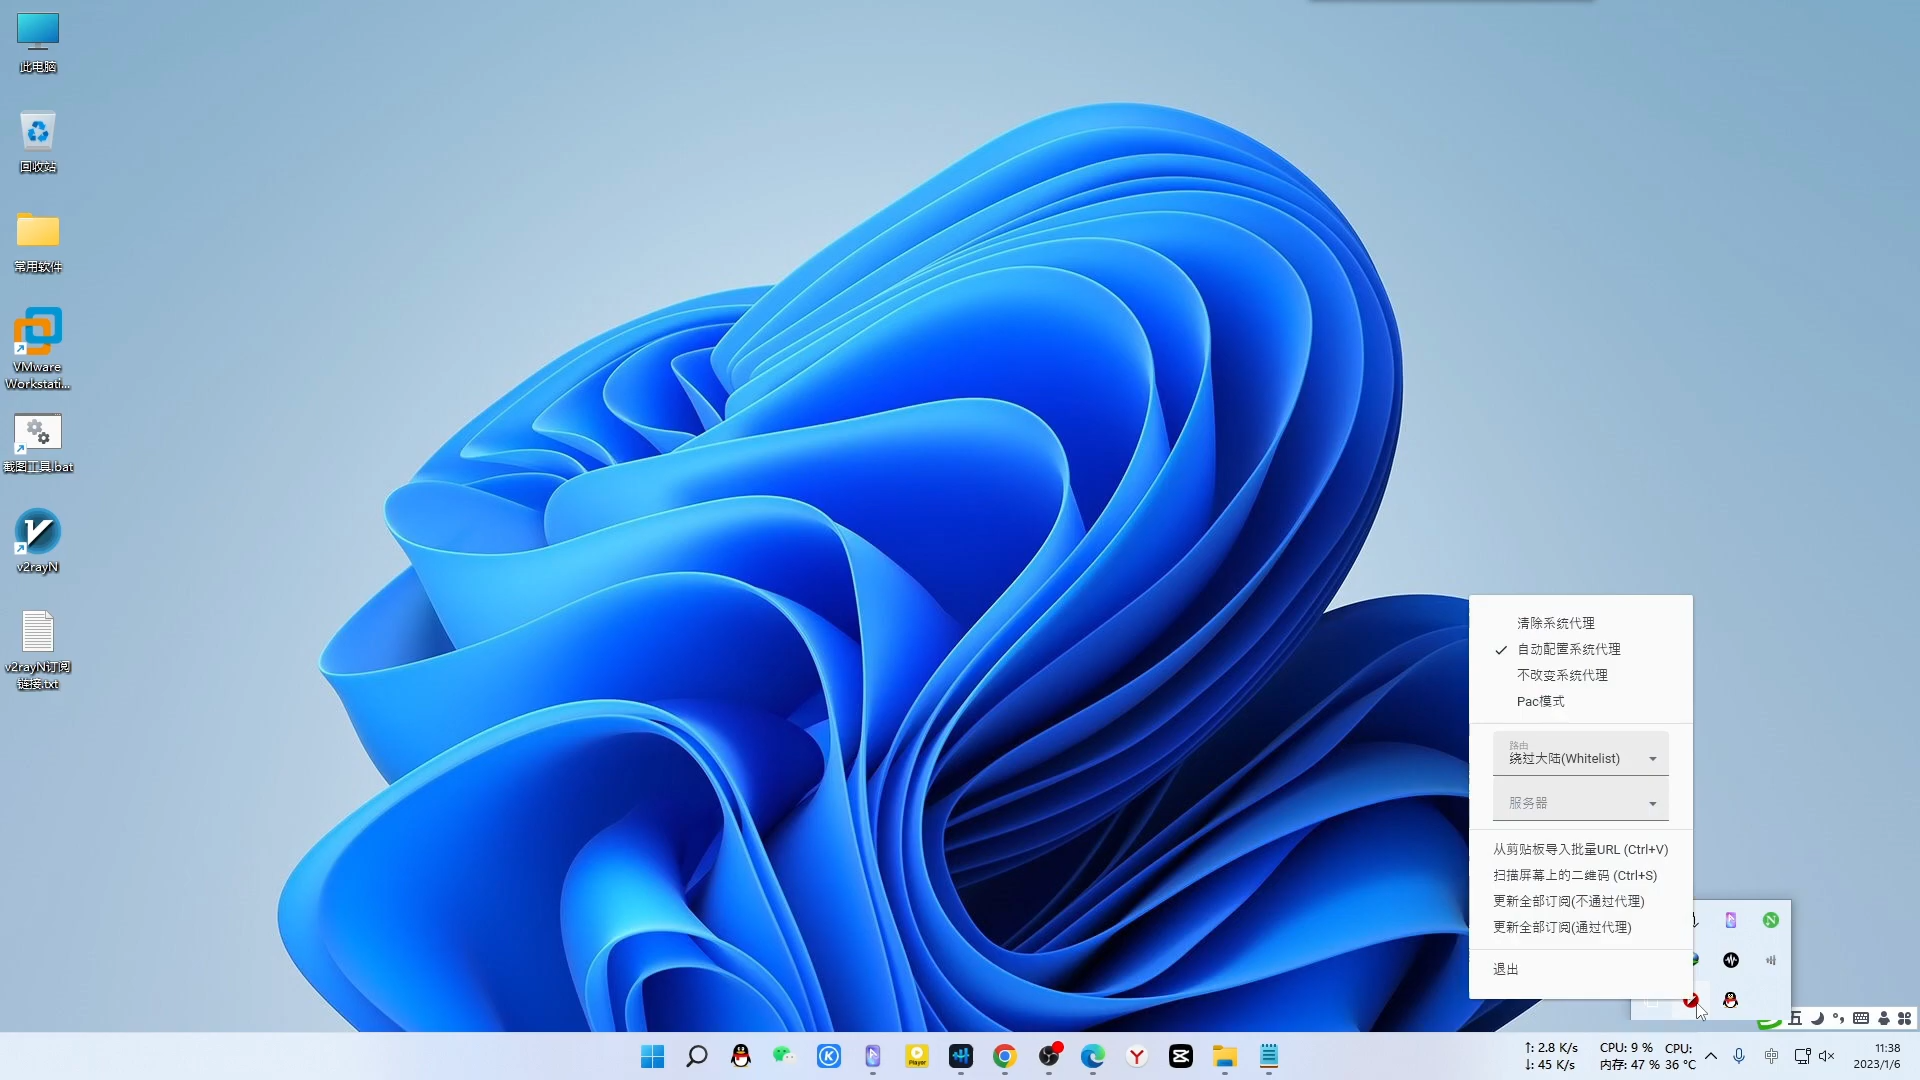 此电脑
回收站
常用软件
VMware
Workstati...
截图工具.bat
v2rayN
v2rayN订阅
链接.txt
清除系统代理
自动配置系统代理
不改变系统代理
Pac模式
路由
绕过大陆(Whitelist)
服务器
从剪贴板导入批量URL (Ctrl+V)
扫描屏幕上的二维码 (Ctrl+S)
更新全部订阅(不通过代理)
更新全部订阅(通过代理)
退出
五
Player
↑: 2.8 K/s
↓: 45 K/s
CPU: 9 %
内存: 47 %
CPU:
36 °C
中
11:38
2023/1/6